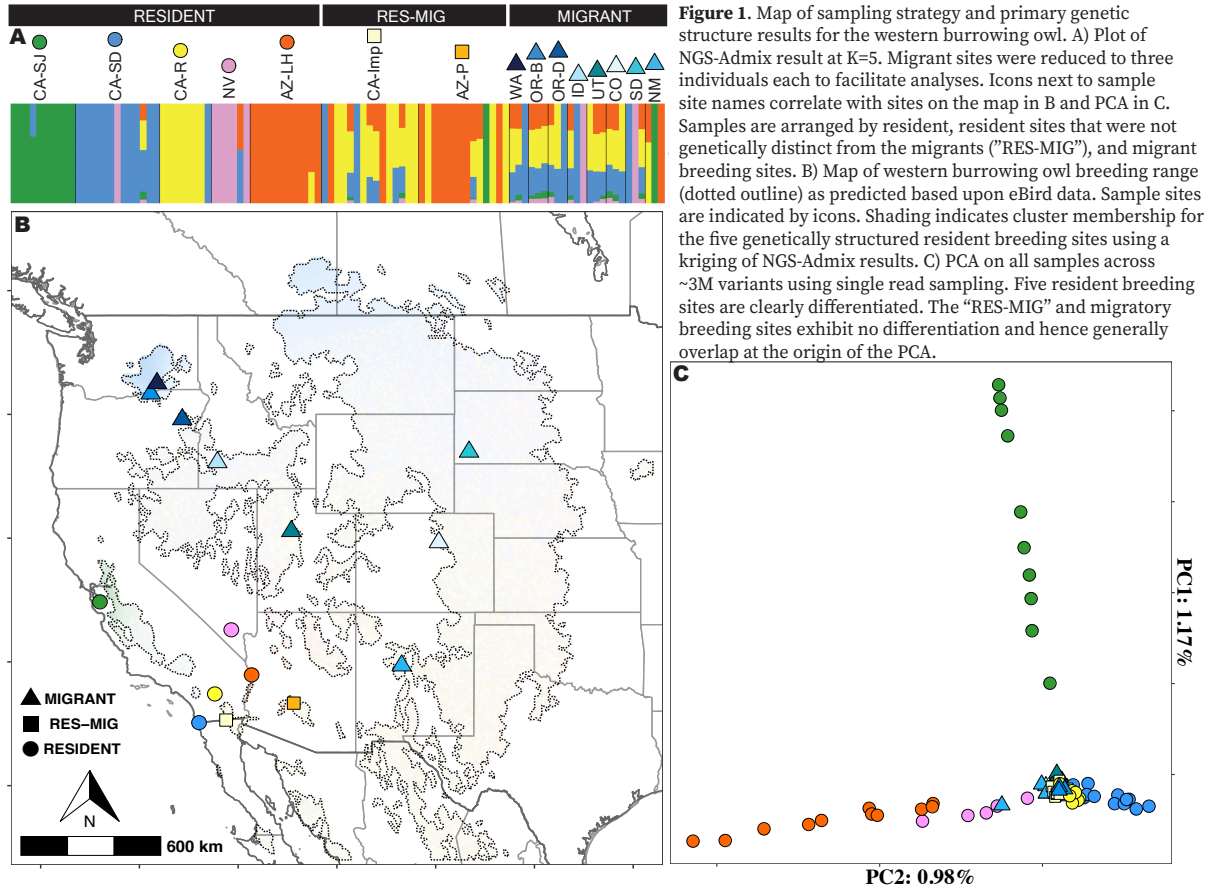 RESIDENT
RES-MIG
MIGRANT
A
CA-SJ
CA-SD
CA-R
NV
AZ-LH
CA-Imp
AZ-P
WA
OR-B
OR-D
ID
UT
CO
SD
NM
Figure 1. Map of sampling strategy and primary genetic
structure results for the western burrowing owl. A) Plot of
NGS-Admix result at K=5. Migrant sites were reduced to three
individuals each to facilitate analyses. Icons next to sample
site names correlate with sites on the map in B and PCA in C.
Samples are arranged by resident, resident sites that were not
genetically distinct from the migrants (”RES-MIG”), and migrant
breeding sites. B) Map of western burrowing owl breeding range
(dotted outline) as predicted based upon eBird data. Sample sites
are indicated by icons. Shading indicates cluster membership for
the five genetically structured resident breeding sites using a
kriging of NGS-Admix results. C) PCA on all samples across
~3M variants using single read sampling. Five resident breeding
sites are clearly differentiated. The “RES-MIG” and migratory
breeding sites exhibit no differentiation and hence generally
overlap at the origin of the PCA.
B
MIGRANT
RES–MIG
RESIDENT
N
600 km
C
PC1: 1.17%
PC2: 0.98%